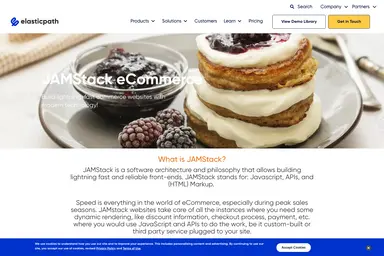 Search Company Partners
elasticpath Products Solutions Customers Learn Pricing View Demo Library Get in Touch
JAMStack eCommerce
commerce websites with
technology!
What is JAMStack?
JAMStack is a software architecture and philosophy that allows building
lightning fast and reliable front-ends. JAMStack stands for: Javascript, APIs, and
(HTML) Markup.
Speed is everything in the world of eCommerce, especially during peak sales
seasons. JAMStack websites take care of all the instances where you need some
dynamic rendering, like discount information, checkout process, payment, etc.
where you would use JavaScript and APIs to do the work, be it custom-built or
third party service plugged to your site.
We use cookies to understand how you use our site and to improve your experience. This includes personalizing content and advertising. By continuing to use our
site, you accept our use of cookies, revised Privacy Policy and Terms of Use.
Accept Cookies